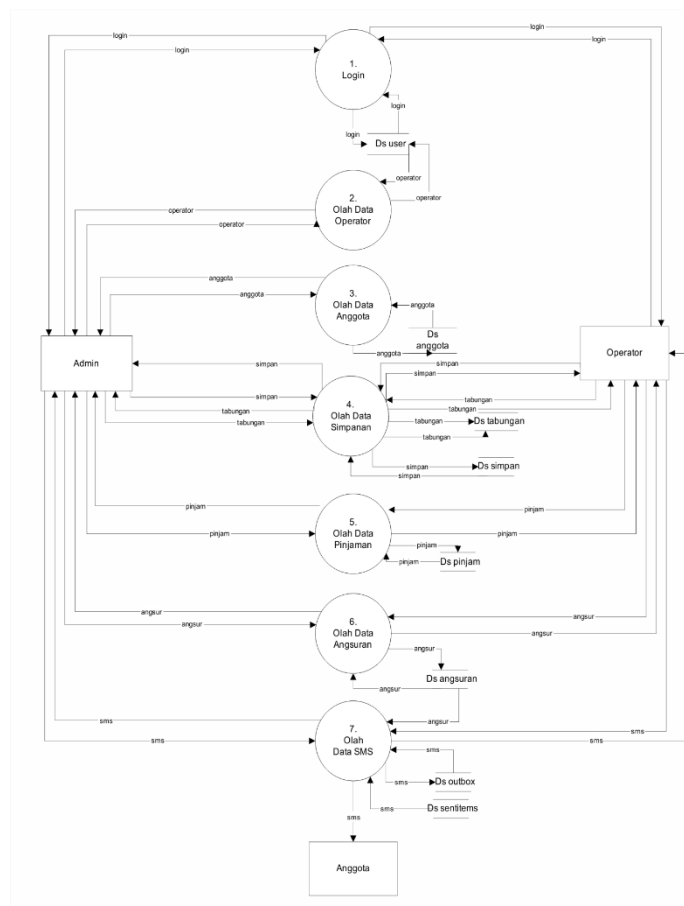 login
login
login
login
1.
Login
login
login
Ds user
operator
operator
2.
Olah Data
Operator
operator
operator
anggota
anggota
3.
Olah Data
Anggota
anggota
Ds
anggota
anggota
Admin
Operator
simpan
simpan
simpan
simpan
4.
Olah Data
Simpanan
tabungan
tabungan
tabungan
tabungan
tabungan
tabungan
Ds tabungan
simpan
simpan
Ds simpan
pinjam
pinjam
5.
Olah Data
Pinjaman
pinjam
pinjam
pinjam
pinjam
Ds pinjam
angsur
angsur
6.
Olah Data
Angsuran
angsur
angsur
angsur
Ds angsuran
angsur
angsur
sms
sms
7.
Olah
Data SMS
sms
sms
sms
Ds outbox
sms
Ds sentitems
sms
Anggota